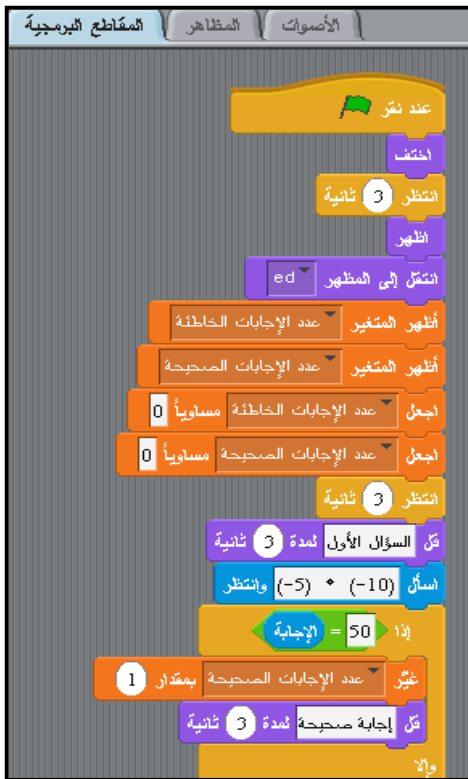 المقاطع البرمجية المظاهر الأصوات
عند نقر
اختف
انتظر 3 ثانية
اظهر
انتقل إلى المظهر ed
أظهر المتغير عدد الإجابات الخاطئة
أظهر المتغير عدد الإجابات الصحيحة
اجعل عدد الإجابات الخاطئة مساوياً 0
اجعل عدد الإجابات الصحيحة مساوياً 0
انتظر 3 ثانية
قل السؤال الأول لمدة 3 ثانية
اسأل (-10) * (-5) وانتظر
إذا 50 = الإجابة
غيّر عدد الإجابات الصحيحة بمقدار 1
قل إجابة صحيحة لمدة 3 ثانية
وإلا